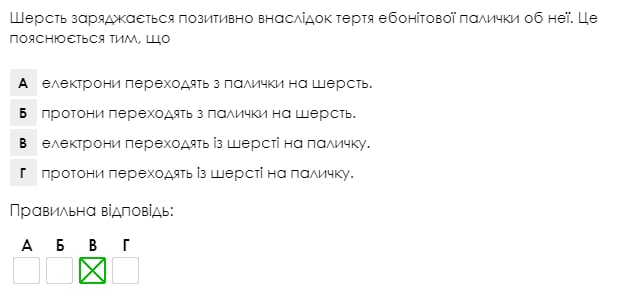 Шерсть заряджається позитивно внаслідок тертя ебонітової палички об неї. Це
пояснюється тим, що
А електрони переходять з палички на шерсть.
Б протони переходять з палички на шерсть.
В електрони переходять із шерсті на паличку.
Г протони переходять із шерсті на паличку.
Правильна відповідь:
А Б В Г